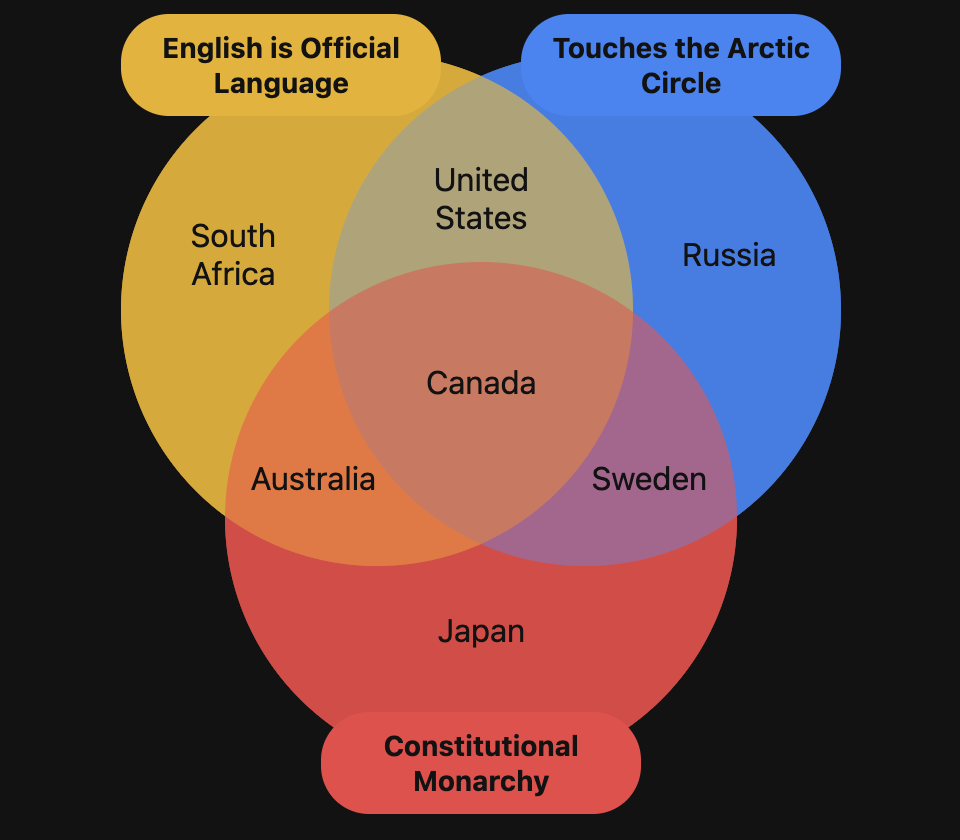 English is Official
Language
Touches the Arctic
Circle
United
States
South
Africa
Russia
Canada
Australia
Sweden
Japan
Constitutional
Monarchy